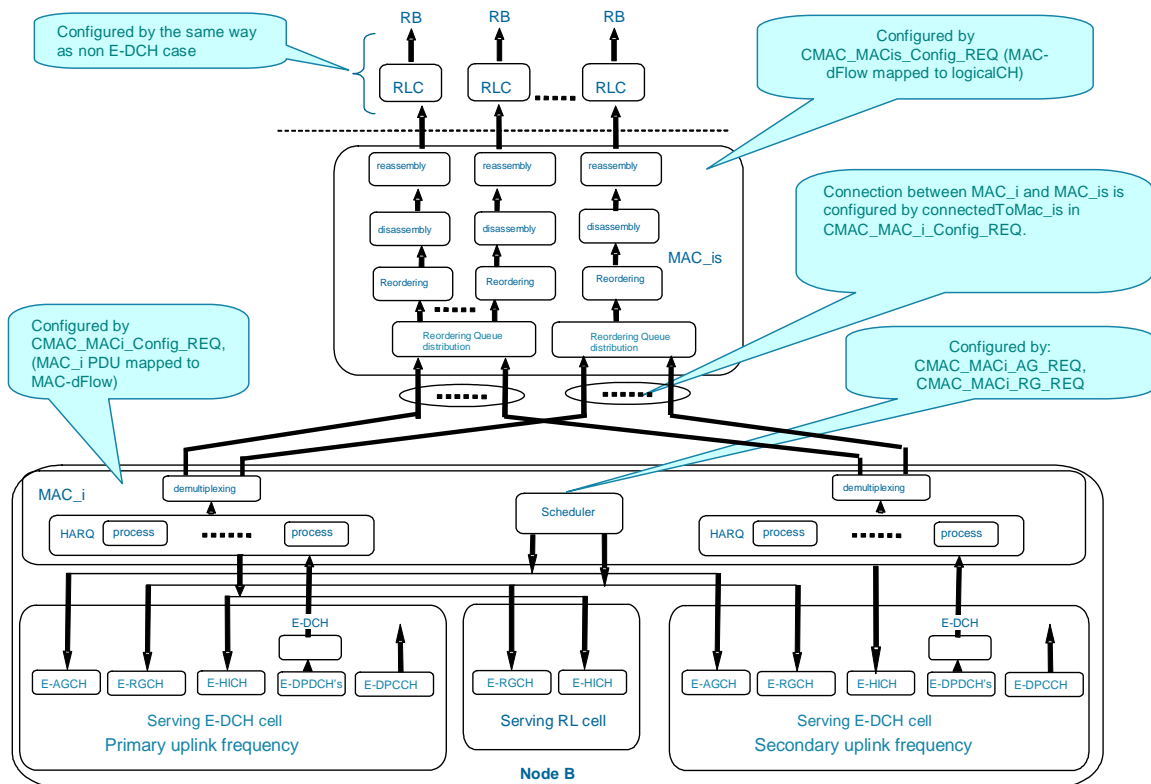 RB RB RB
Configured by the same way
as non E-DCH case
RLC RLC RLC
Configured by
CMAC_MACis_Config_REQ (MAC-
dFlow mapped to logicalCH)
reassembly reassembly reassembly
disassembly disassembly disassembly
MAC_is
Reordering Reordering Reordering
Reordering Queue
distribution
Reordering Queue
distribution
Connection between MAC_i and MAC_is is
configured by connectedToMac_is in
CMAC_MAC_i_Config_REQ.
Configured by
CMAC_MACi_Config_REQ,
(MAC_i PDU mapped to
MAC-dFlow)
Configured by:
CMAC_MACi_AG_REQ,
CMAC_MACi_RG_REQ
MAC_i
demultiplexing
demultiplexing
Scheduler
HARQ process process
HARQ process process
E-DCH
E-DCH
E-AGCH E-RGCH E-HICH E-DPDCH's E-DPCCH
E-RGCH E-HICH
E-AGCH E-RGCH E-HICH E-DPDCH's E-DPCCH
Serving E-DCH cell
Primary uplink frequency
Serving RL cell
Serving E-DCH cell
Secondary uplink frequency
Node B